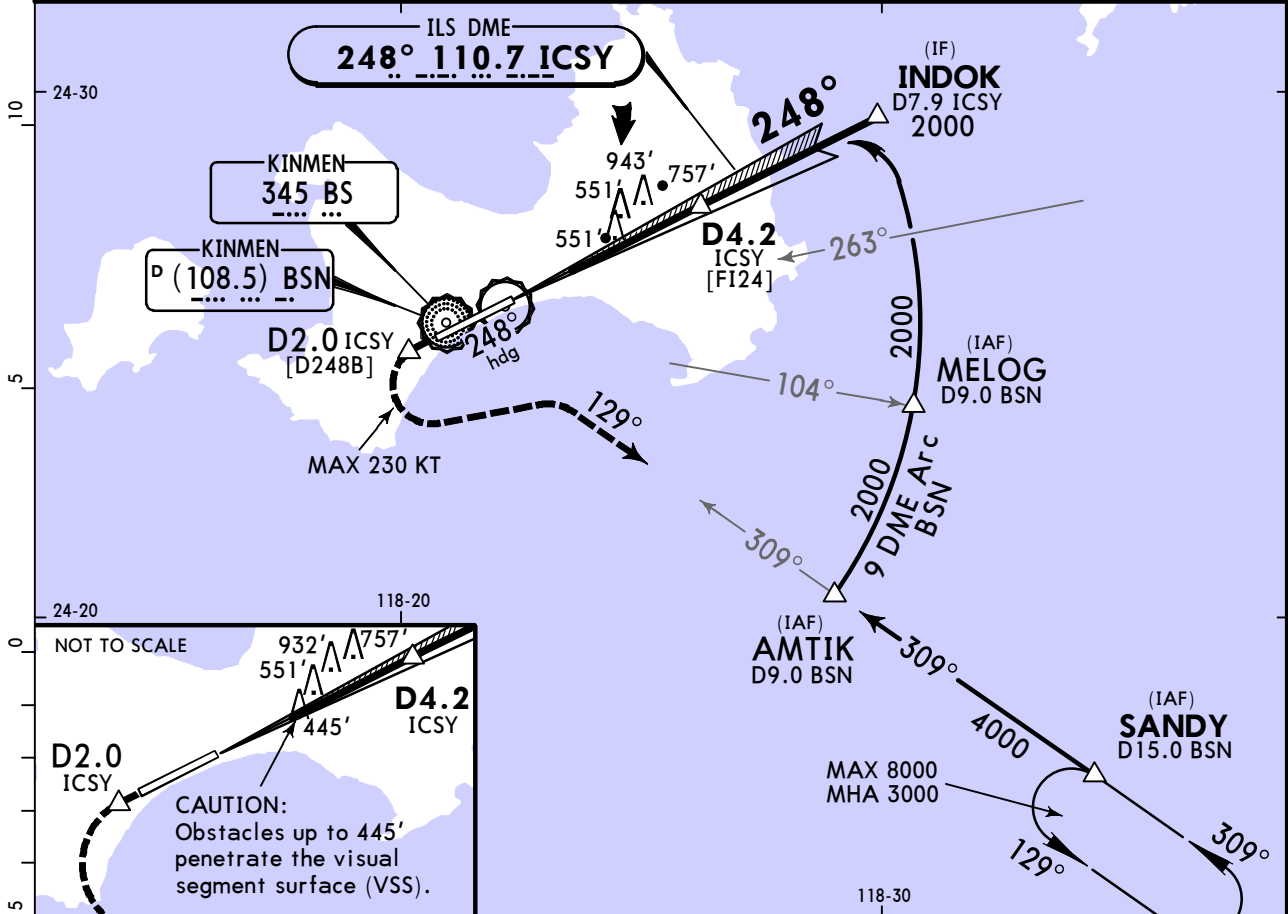 ILS DME
248° 110.7 ICSY
(IF)
INDOK
D7.9 ICSY
2000
248°
24-30
10
KINMEN
345 BS
KINMEN
D (108.5) BSN
943'
757'
551'
551'
D4.2
ICSY
[FI24]
263°
D2.0 ICSY
[D248B]
248°
hdg
2000
(IAF)
MELOG
D9.0 BSN
104°
5
129°
MAX 230 KT
2000
9 DME Arc
BSN
309°
24-20
118-20
(IAF)
AMTIK
D9.0 BSN
309°
4000
(IAF)
SANDY
D15.0 BSN
MAX 8000
MHA 3000
129°
309°
118-30
0
NOT TO SCALE
932'
757'
551'
D4.2
ICSY
445'
D2.0
ICSY
CAUTION:
Obstacles up to 445'
penetrate the visual
segment surface (VSS).
5